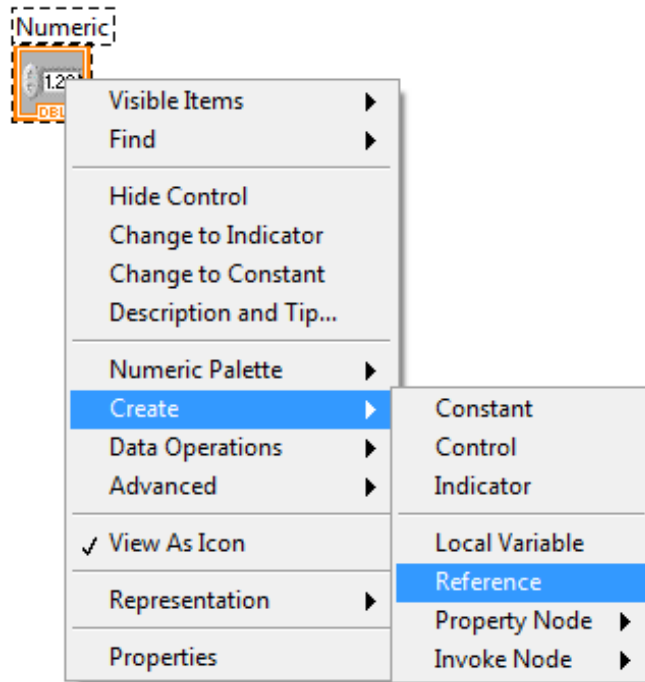 Numeric
1.23
DBL
Visible Items
Find
Hide Control
Change to Indicator
Change to Constant
Description and Tip...
Numeric Palette
Create
Data Operations
Advanced
View As Icon
Representation
Properties
Constant
Control
Indicator
Local Variable
Reference
Property Node
Invoke Node